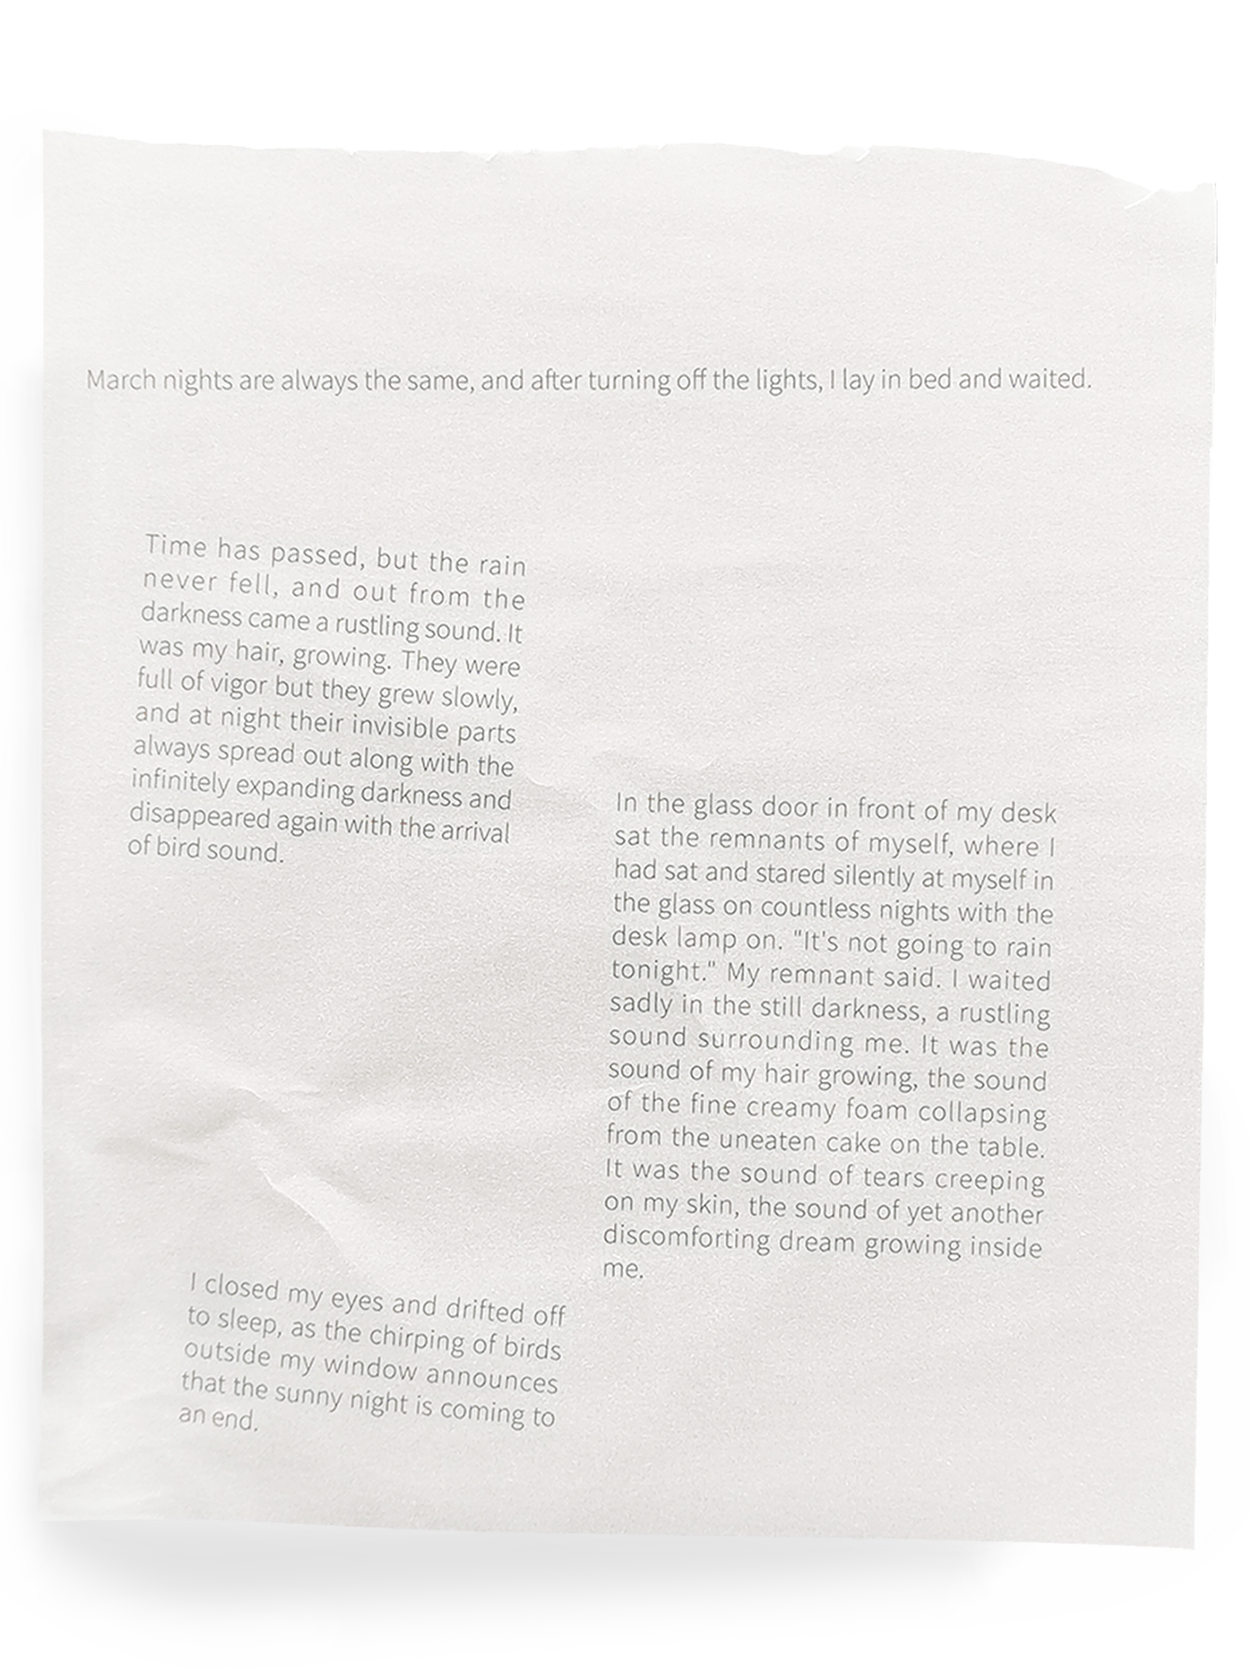 March nights are always the same, and after turning off the lights, I lay in bed and waited.
Time has passed, but the rain
never fell, and out from the
darkness came a rustling sound. It
was my hair, growing. They were
full of vigor but they grew slowly,
and at night their invisible parts
always spread out along with the
infinitely expanding darkness and
disappeared again with the arrival
of bird sound.
In the glass door in front of my desk
sat the remnants of myself, where I
had sat and stared silently at myself in
the glass on countless nights with the
desk lamp on. "It's not going to rain
tonight." My remnant said. I waited
sadly in the still darkness, a rustling
sound surrounding me. It was the
sound of my hair growing, the sound
of the fine creamy foam collapsing
from the uneaten cake on the table.
It was the sound of tears creeping
on my skin, the sound of yet another
discomforting dream growing inside
me.
I closed my eyes and drifted off
to sleep, as the chirping of birds
outside my window announces
that the sunny night is coming to
an end.